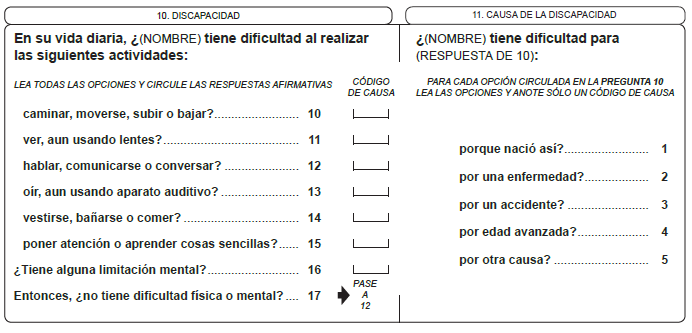 10. DISCAPACIDAD
En su vida diaria, ¿(NOMBRE) tiene dificultad al realizar
las siguientes actividades:
LEA TODAS LAS OPCIONES Y CIRCULE LAS RESPUESTAS AFIRMATIVAS
CÓDIGO
DE CAUSA
caminar, moverse, subir o bajar?......................... 10
ver, aun usando lentes?........................................ 11
hablar, comunicarse o conversar? ...................... 12
oír, aun usando aparato auditivo? ....................... 13
vestirse, bañarse o comer? .................................. 14
poner atención o aprender cosas sencillas?...... 15
¿Tiene alguna limitación mental?........................... 16
Entonces, ¿no tiene dificultad física o mental? .... 17
PASE
A
12
11. CAUSA DE LA DISCAPACIDAD
¿(NOMBRE) tiene dificultad para
(RESPUESTA DE 10):
PARA CADA OPCIÓN CIRCULADA EN LA PREGUNTA 10
LEA LAS OPCIONES Y ANOTE SÓLO UN CÓDIGO DE CAUSA
porque nació así?......................... 1
por una enfermedad?................... 2
por un accidente? ........................ 3
por edad avanzada?..................... 4
por otra causa? ............................ 5